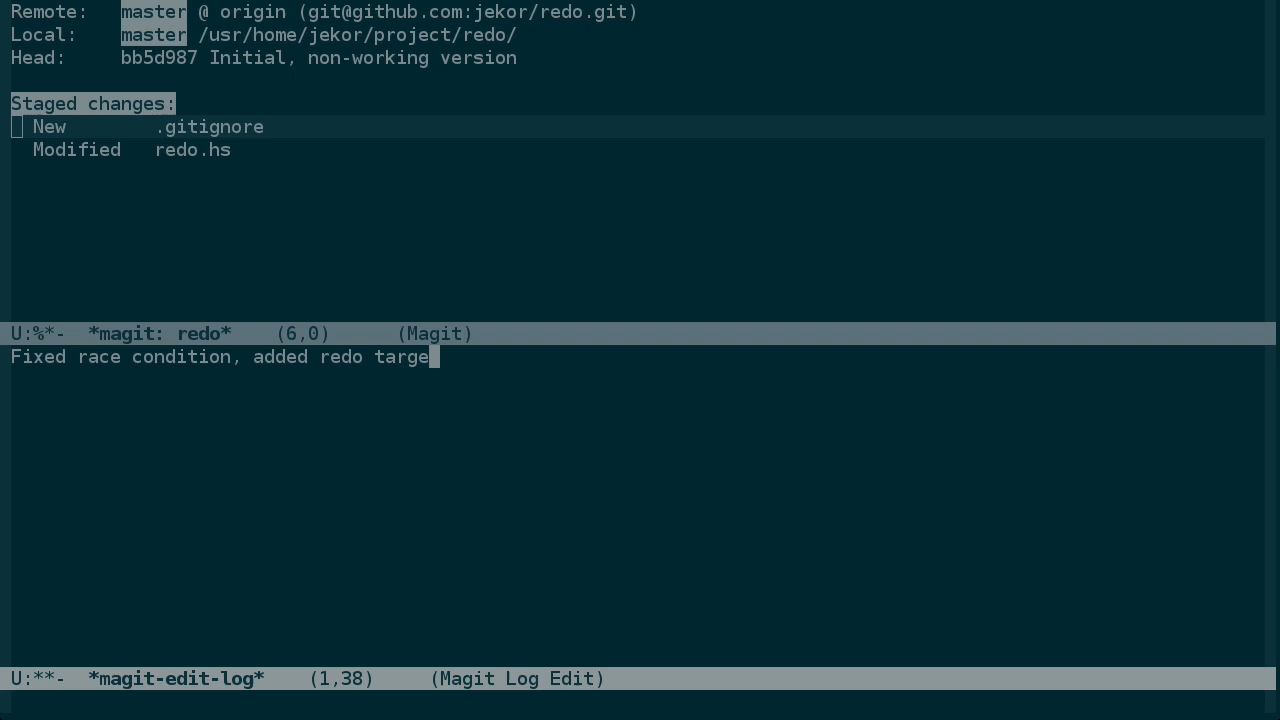 Remote:   master @ origin (git@github.com:jekor/redo.git)
Local:    master /usr/home/jekor/project/redo/
Head:     bb5d987 Initial, non-working version
Staged changes:
New        .gitignore
Modified   redo.hs
U:%*-  *magit: redo*    (6,0)      (Magit)
Fixed race condition, added redo targe
U:**-  *magit-edit-log*    (1,38)     (Magit Log Edit)